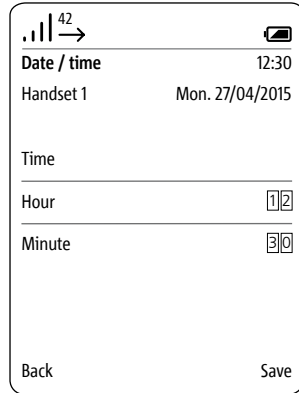 42
Date / time 12:30
Handset 1 Mon. 27/04/2015
Time
Hour 12
Minute 30
Back Save